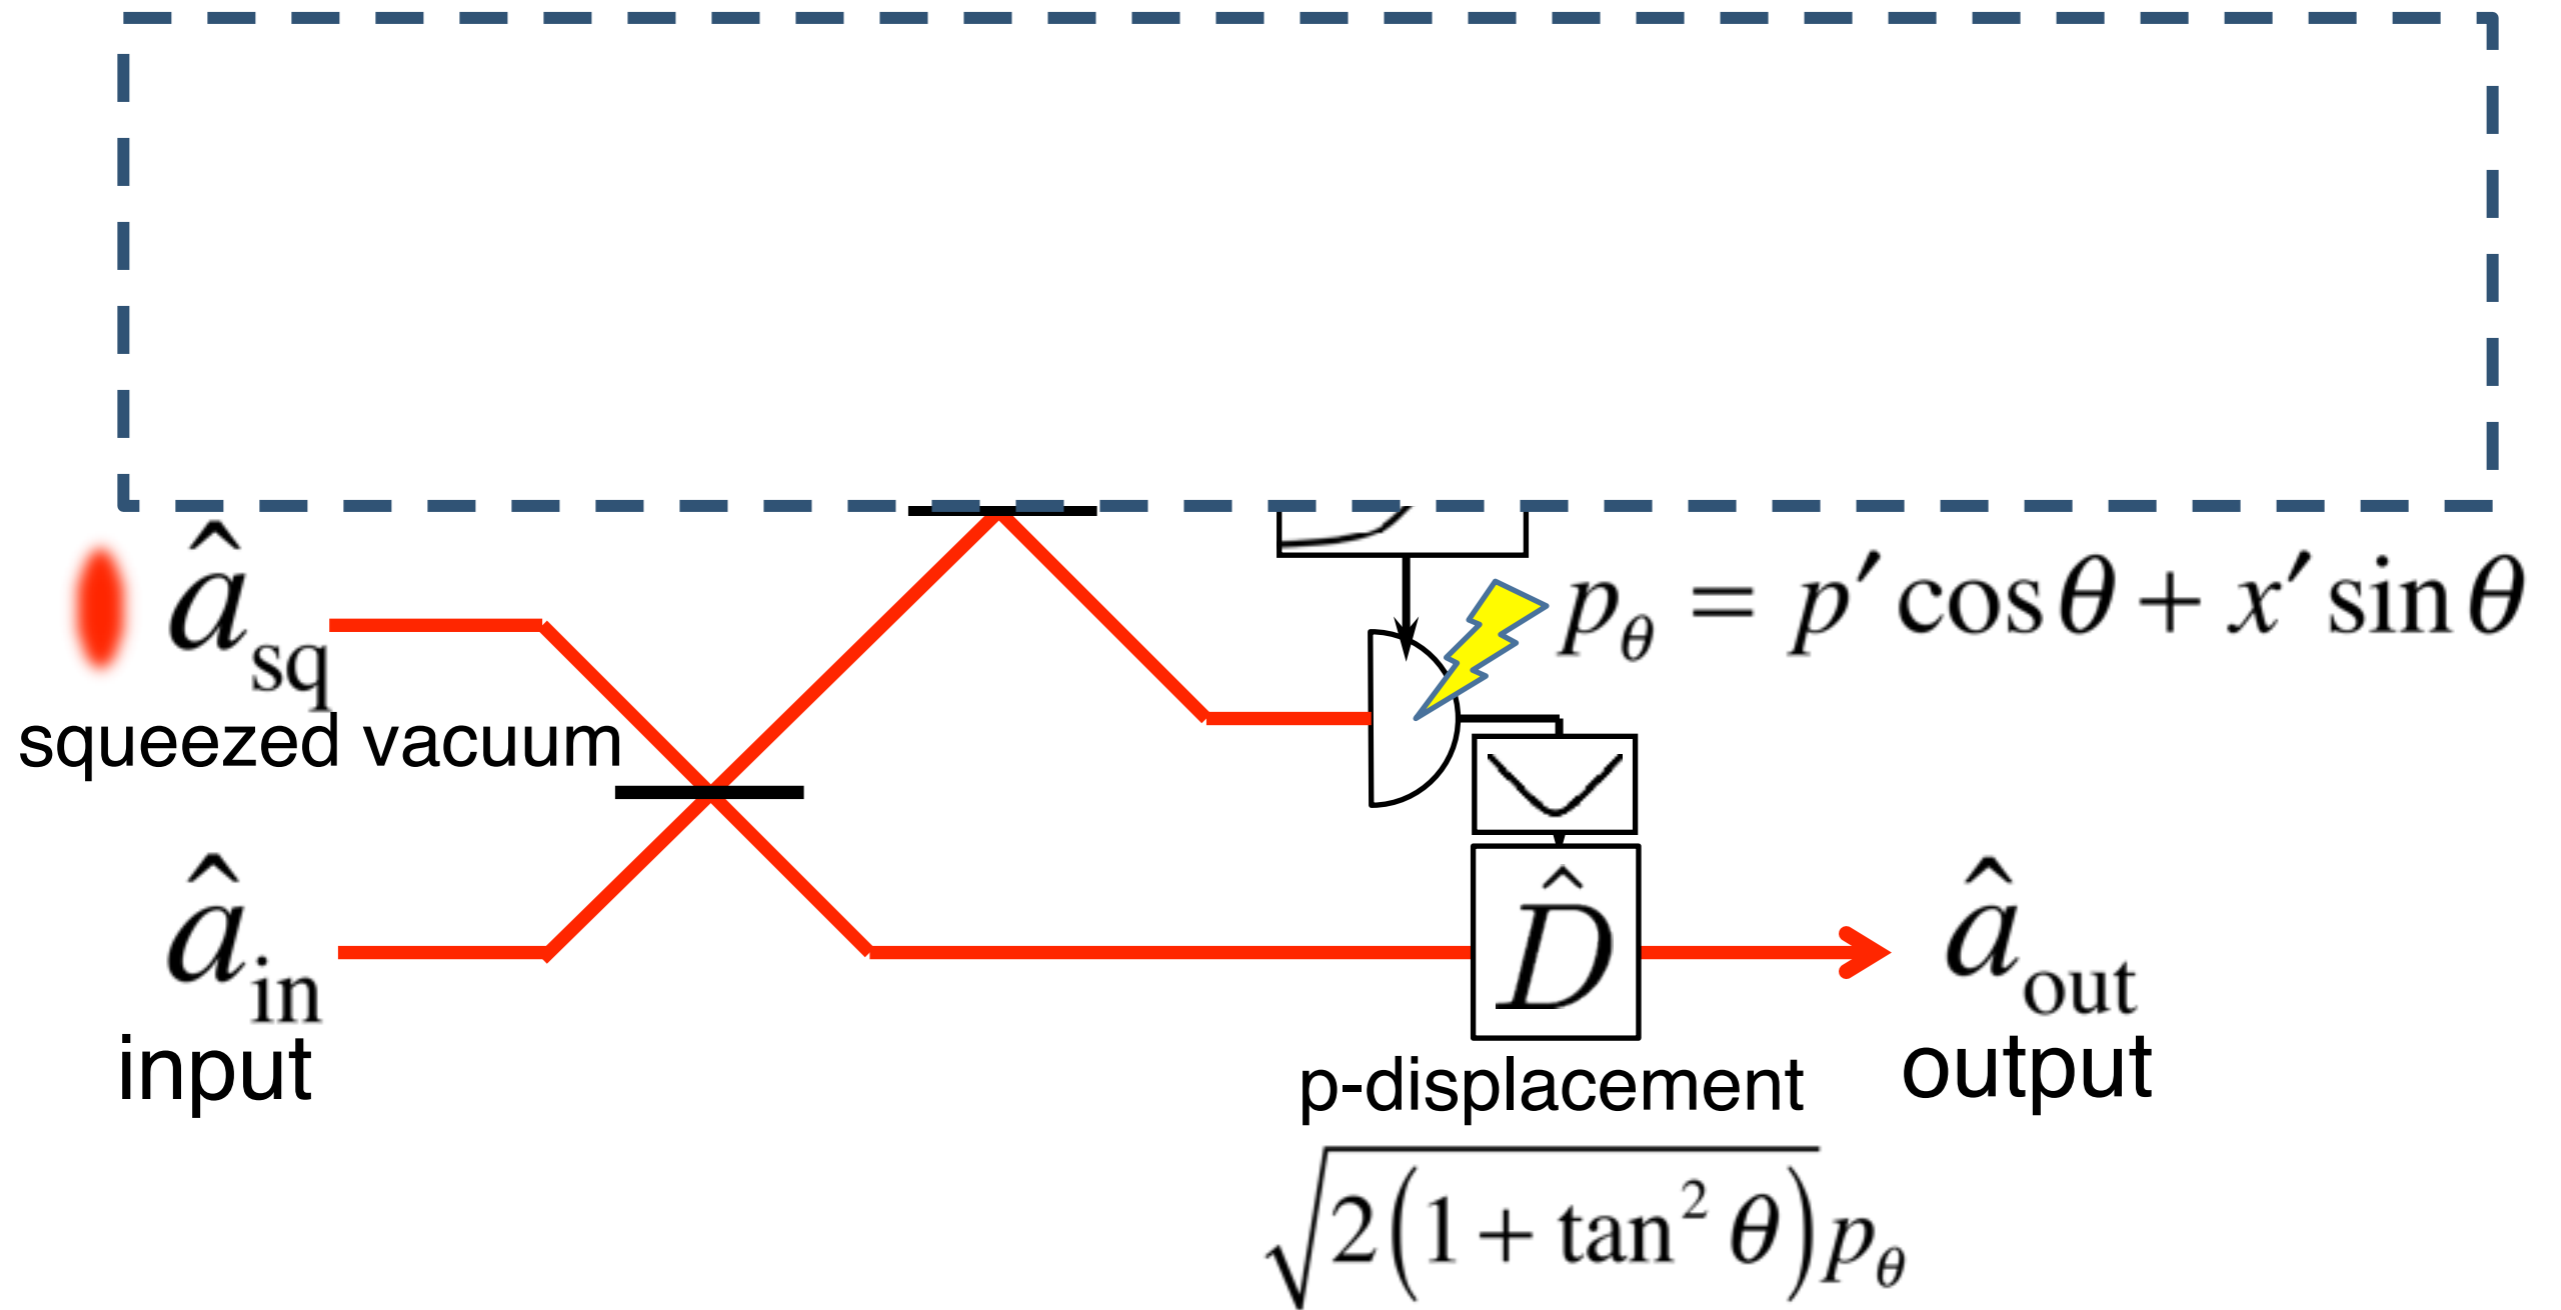 â_sq
squeezed vacuum
p_θ = p′ cos θ + x′ sin θ
â_in
input
D̂
â_out
output
p-displacement
√(2(1 + tan² θ)) p_θ